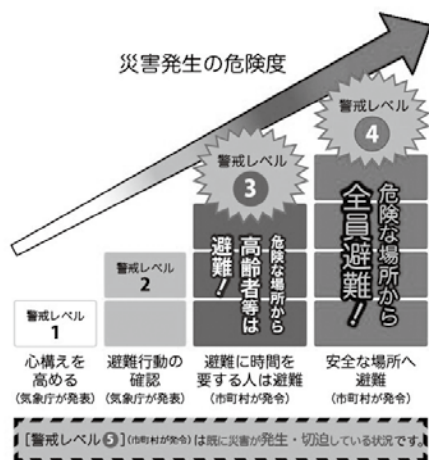 災害発生の危険度
警戒レベル
1
心構えを
高める
(気象庁が発表)
警戒レベル
2
避難行動の
確認
(気象庁が発表)
警戒レベル
3
危険な場所から
高齢者等は
避難!
避難に時間を
要する人は避難
(市町村が発令)
警戒レベル
4
危険な場所から
全員避難!
安全な場所へ
避難
(市町村が発令)
[警戒レベル5](市町村が発令)は既に災害が発生・切迫している状況です。